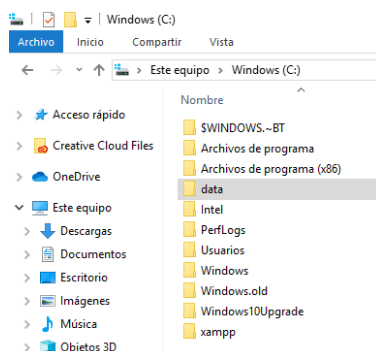 Windows (C:)
Archivo Inicio Compartir Vista
Este equipo > Windows (C:)
Nombre
Acceso rápido
Creative Cloud Files
OneDrive
Este equipo
Descargas
Documentos
Escritorio
Imágenes
Música
Objetos 3D
$WINDOWS.~BT
Archivos de programa
Archivos de programa (x86)
data
Intel
PerfLogs
Usuarios
Windows
Windows.old
Windows10Upgrade
xampp